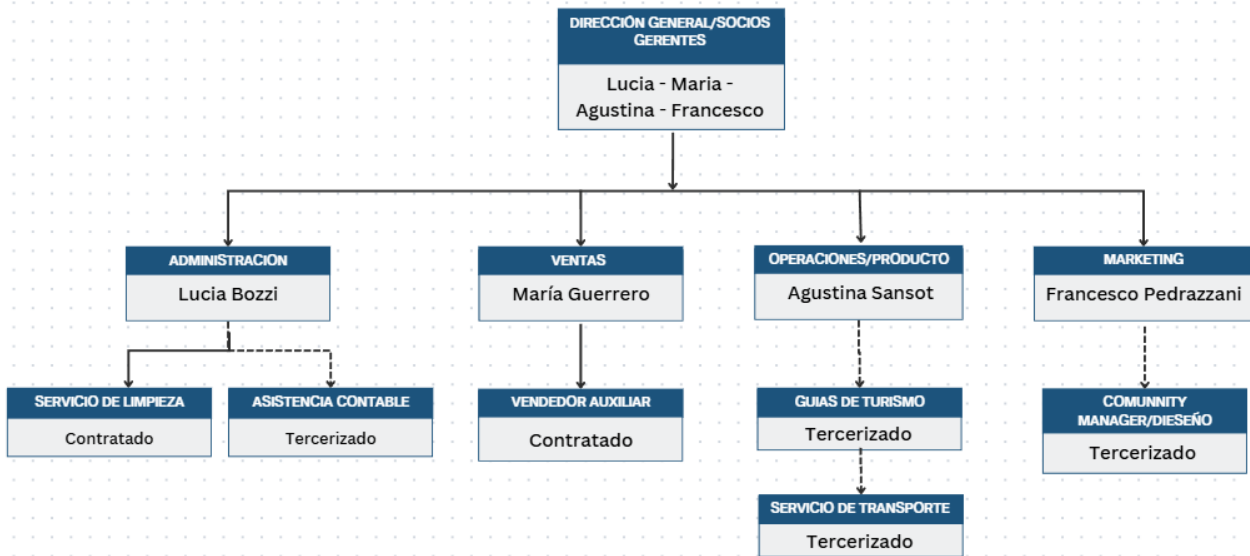 DIRECCIÓN GENERAL/SOCIOS
GERENTES
Lucia - Maria -
Agustina - Francesco
ADMINISTRACION
Lucia Bozzi
VENTAS
María Guerrero
OPERACIONES/PRODUCTO
Agustina Sansot
MARKETING
Francesco Pedrazzani
SERVICIO DE LIMPIEZA
Contratado
ASISTENCIA CONTABLE
Tercerizado
VENDEDOR AUXILIAR
Contratado
GUIAS DE TURISMO
Tercerizado
COMUNNITY
MANAGER/DIESEÑO
Tercerizado
SERVICIO DE TRANSPORTE
Tercerizado